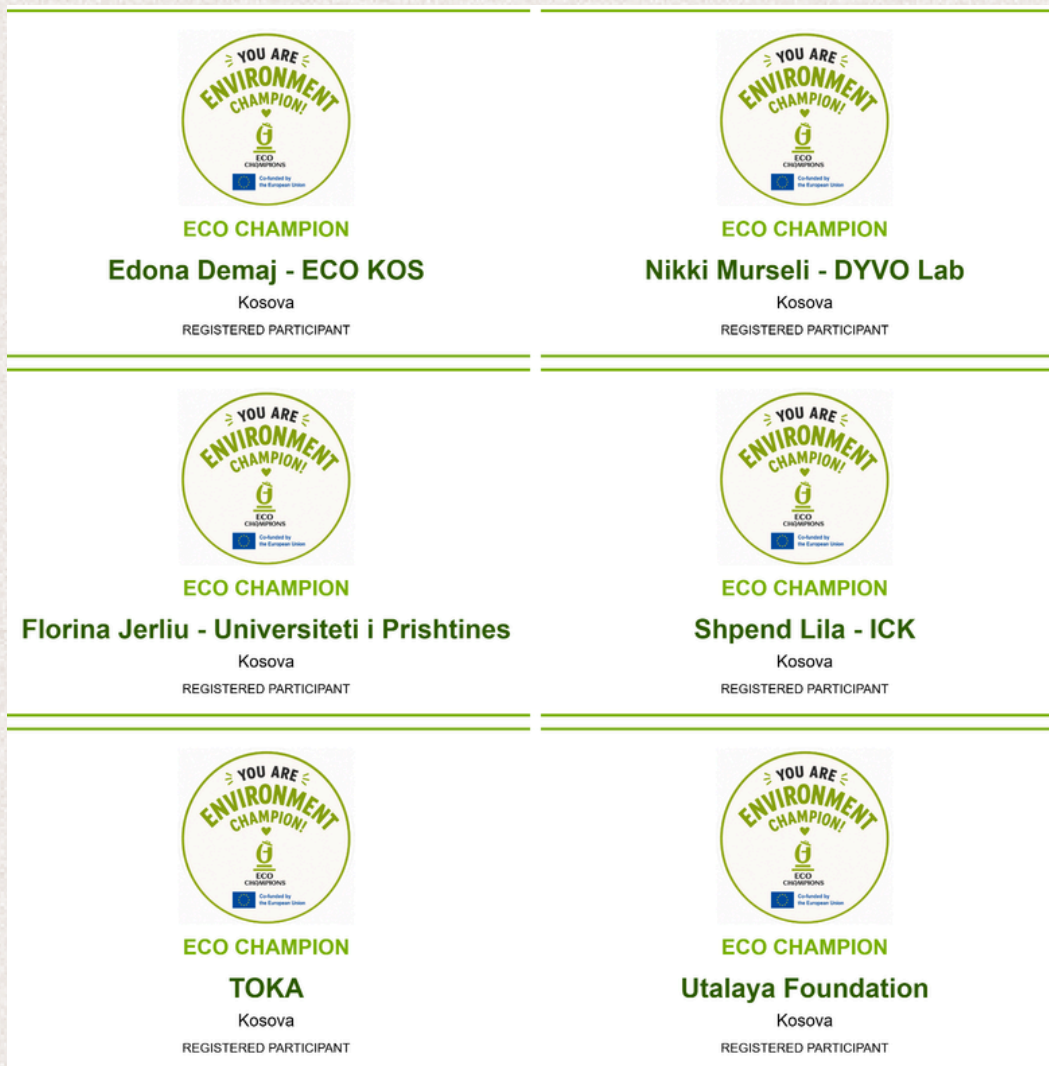 YOU ARE
ENVIRONMENT
CHAMPION!
ECO
CHAMPIONS
Co-funded by
the European Union
ECO CHAMPION
Edona Demaj - ECO KOS
Kosova
REGISTERED PARTICIPANT
YOU ARE
ENVIRONMENT
CHAMPION!
ECO
CHAMPIONS
Co-funded by
the European Union
ECO CHAMPION
Nikki Murseli - DYVO Lab
Kosova
REGISTERED PARTICIPANT
YOU ARE
ENVIRONMENT
CHAMPION!
ECO
CHAMPIONS
Co-funded by
the European Union
ECO CHAMPION
Florina Jerliu - Universiteti i Prishtines
Kosova
REGISTERED PARTICIPANT
YOU ARE
ENVIRONMENT
CHAMPION!
ECO
CHAMPIONS
Co-funded by
the European Union
ECO CHAMPION
Shpend Lila - ICK
Kosova
REGISTERED PARTICIPANT
YOU ARE
ENVIRONMENT
CHAMPION!
ECO
CHAMPIONS
Co-funded by
the European Union
ECO CHAMPION
TOKA
Kosova
REGISTERED PARTICIPANT
YOU ARE
ENVIRONMENT
CHAMPION!
ECO
CHAMPIONS
Co-funded by
the European Union
ECO CHAMPION
Utalaya Foundation
Kosova
REGISTERED PARTICIPANT